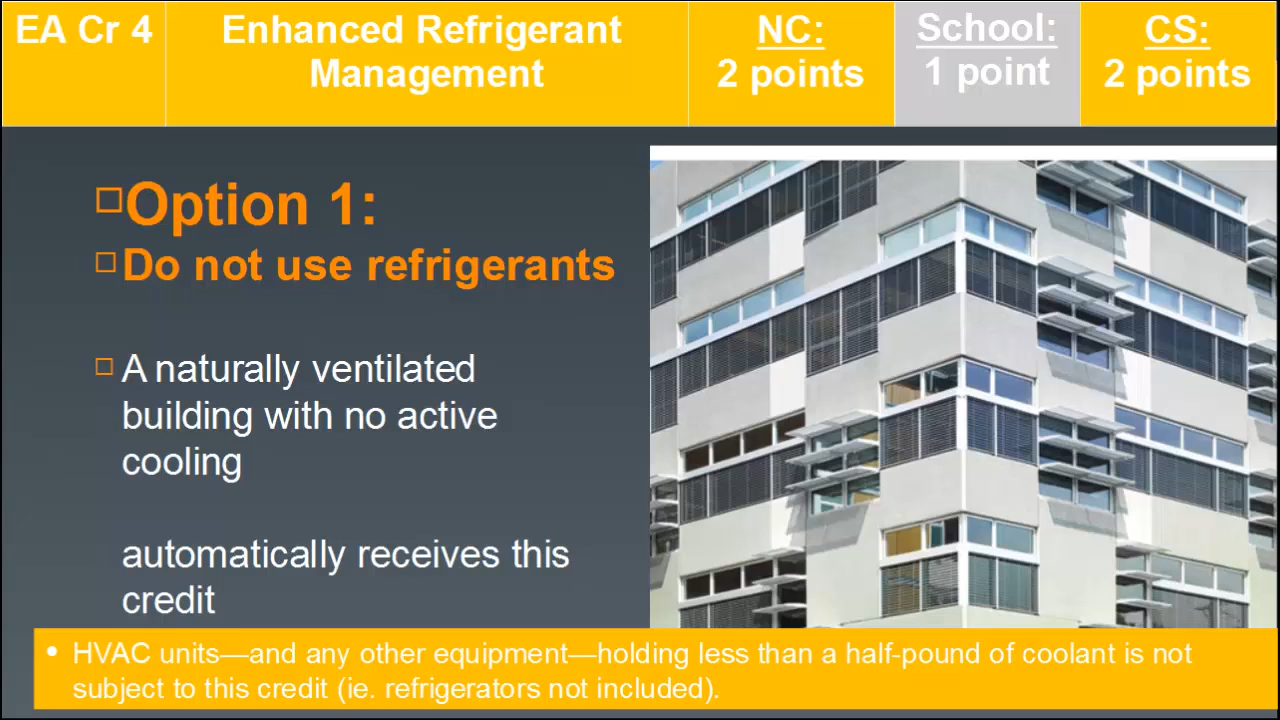 EA Cr 4
Enhanced Refrigerant
Management
NC:
2 points
School:
1 point
CS:
2 points
Option 1:
Do not use refrigerants
A naturally ventilated
building with no active
cooling
automatically receives this
credit
• HVAC units—and any other equipment—holding less than a half-pound of coolant is not
subject to this credit (ie. refrigerators not included).